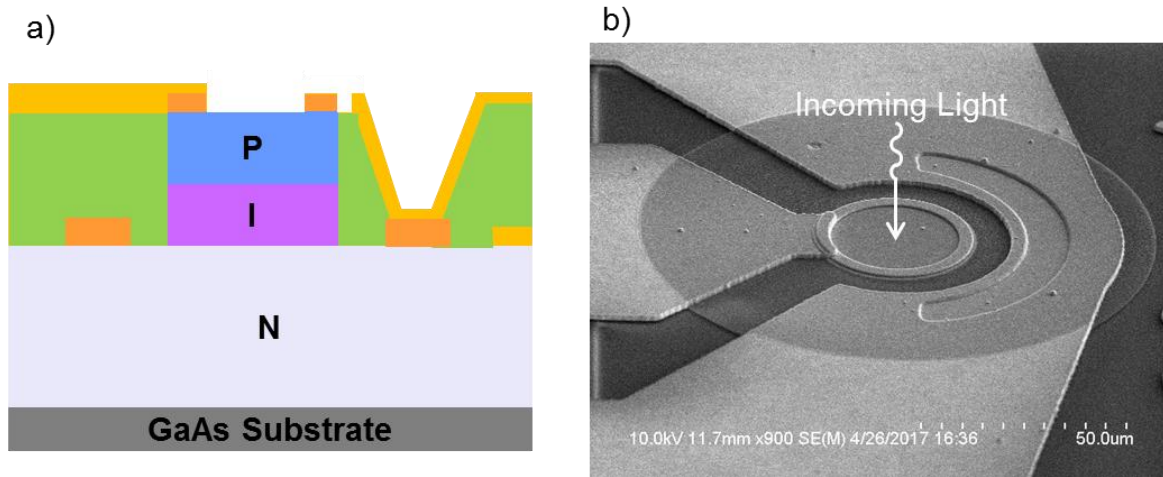 a)
P
I
N
GaAs Substrate
b)
Incoming Light
10.0kV 11.7mm x900 SE(M) 4/26/2017 16:36
50.0um